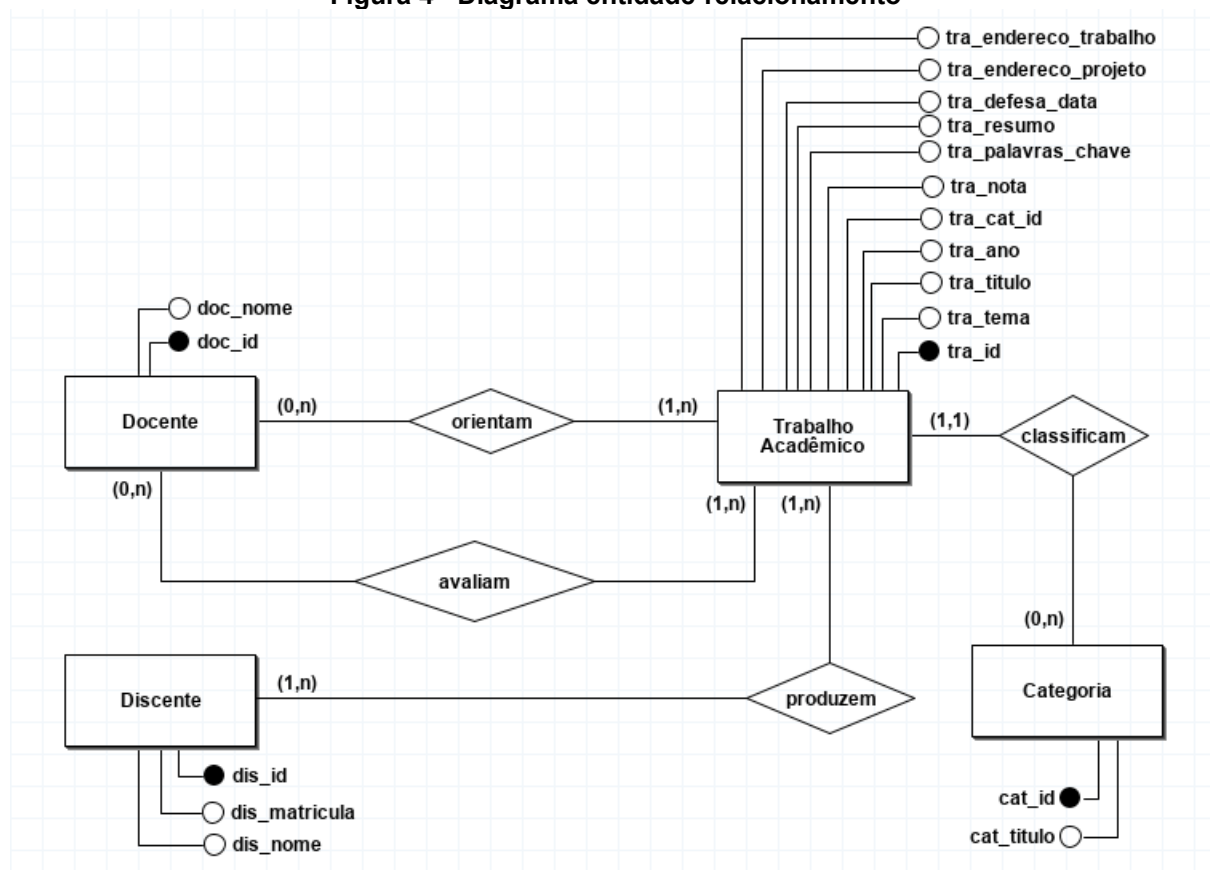 Figura 4 - Diagrama entidade relacionamento
tra_endereco_trabalho
tra_endereco_projeto
tra_defesa_data
tra_resumo
tra_palavras_chave
tra_nota
tra_cat_id
tra_ano
tra_titulo
tra_tema
tra_id
doc_nome
doc_id
Docente
(0,n)
orientam
(1,n)
Trabalho
Acadêmico
(1,1)
classificam
(0,n)
(1,n)
(1,n)
avaliam
(0,n)
Discente
(1,n)
produzem
Categoria
dis_id
dis_matricula
dis_nome
cat_id
cat_titulo